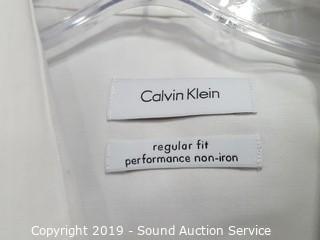 Calvin Klein
regular fit
performance non-iron
Copyright 2019 - Sound Auction Service